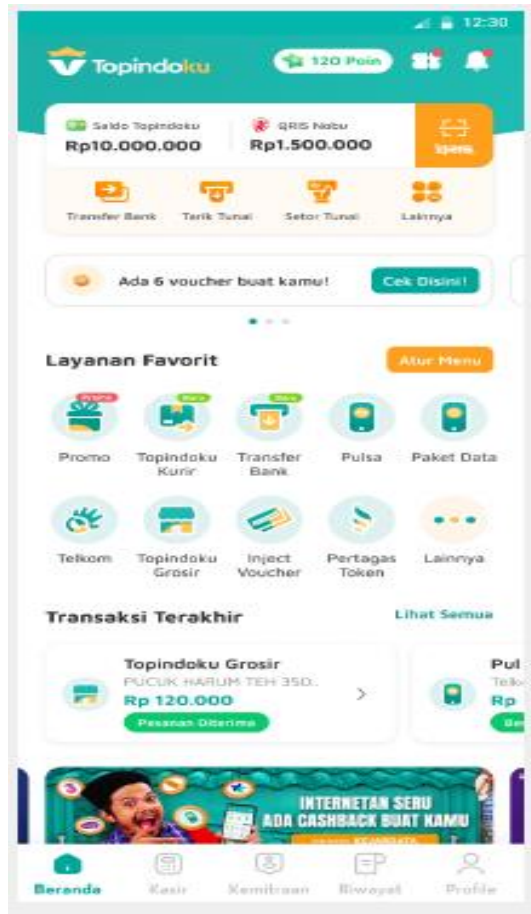 12:30
Topindoku
120 Poin
Saldo Topindoku
Rp10.000.000
QRIS Nobu
Rp1.500.000
Transfer Bank
Tarik Tunai
Setor Tunai
Lainnya
Ada 6 voucher buat kamu!
Cek Disini!
Layanan Favorit
Atur Menu
Promo
New
New
Promo
Topindoku Kurir
Transfer Bank
Pulsa
Paket Data
Telkom
Topindoku Grosir
Inject Voucher
Pertagas Token
Lainnya
Transaksi Terakhir
Lihat Semua
Topindoku Grosir
PUCUK HARUM TEH 350..
Rp 120.000
Pesanan Diterima
Pul
Telko
Rp
INTERNETAN SERU
ADA CASHBACK BUAT KAMU
Beranda
Kasir
Kemitraan
Riwayat
Profile